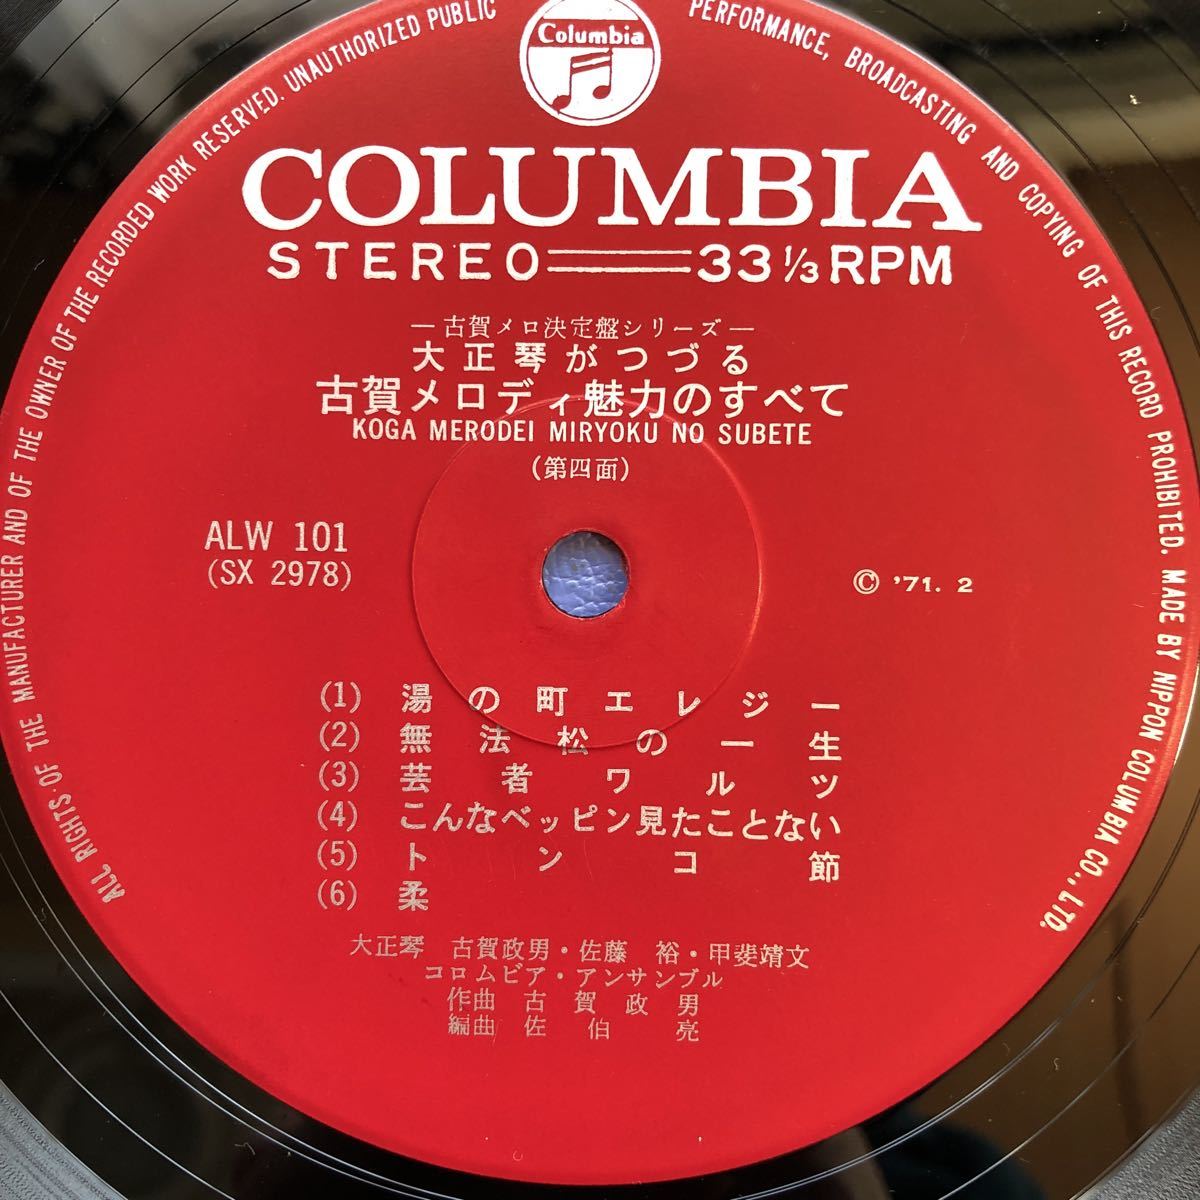 ALL RIGHTS OF THE MANUFACTURER AND OF THE OWNER OF THE RECORDED WORK RESERVED. UNAUTHORIZED PUBLIC PERFORMANCE, BROADCASTING AND COPYING OF THIS RECORD PROHIBITED. MADE BY NIPPON COLUMBIA CO., LTO.
Columbia
COLUMBIA
STEREO 33 1/3 RPM
—古賀メロ決定盤シリーズ—
大正琴がつづる
古賀メロディ魅力のすべて
KOGA MERODEI MIRYOKU NO SUBETE
(第四面)
ALW 101
(SX 2978)
© '71. 2
(1) 湯の町エレジー
(2) 無法松の一生
(3) 芸者ワルツ
(4) こんなベッピン見たことない
(5) トンコ節
(6) 柔
大正琴 古賀政男・佐藤 裕・甲斐靖文
コロムビア・アンサンブル
作曲 古賀政男
編曲 佐伯亮